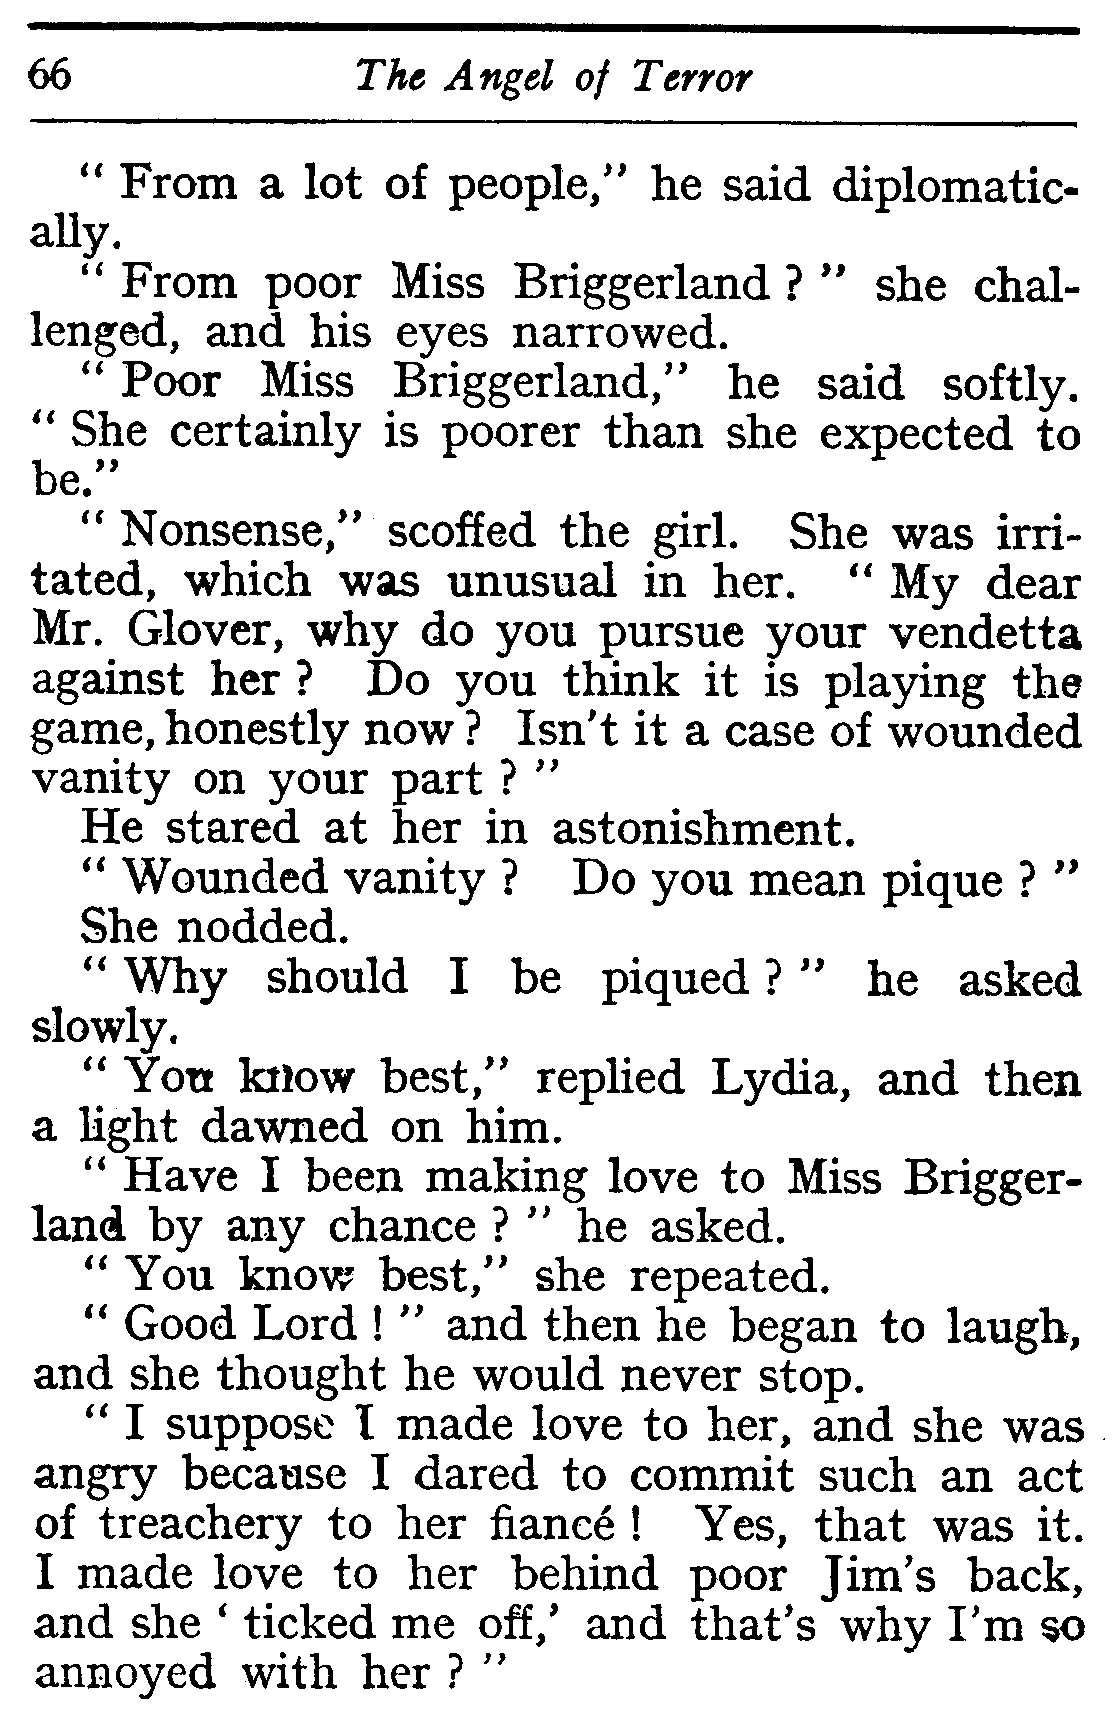 66 The Angel of Terror
“ From a lot of people,” he said diplomatic-
ally.
“ From poor Miss Briggerland ? ” she chal-
lenged, and his eyes narrowed.
“ Poor Miss Briggerland,” he said softly.
“ She certainly is poorer than she expected to
be.”
“ Nonsense,” scoffed the girl. She was irri-
tated, which was unusual in her. “ My dear
Mr. Glover, why do you pursue your vendetta
against her ? Do you think it is playing the
game, honestly now ? Isn't it a case of wounded
vanity on your part ? ”
He stared at her in astonishment.
“ Wounded vanity ? Do you mean pique ? ”
She nodded.
“ Why should I be piqued ? ” he asked
slowly.
“ You know best,” replied Lydia, and then
a light dawned on him.
“ Have I been making love to Miss Brigger-
land by any chance ? ” he asked.
“ You know best,” she repeated.
“ Good Lord ! ” and then he began to laugh,
and she thought he would never stop.
“ I suppose I made love to her, and she was
angry because I dared to commit such an act
of treachery to her fiancé ! Yes, that was it.
I made love to her behind poor Jim's back,
and she ‘ ticked me off,’ and that's why I'm so
annoyed with her ? ”